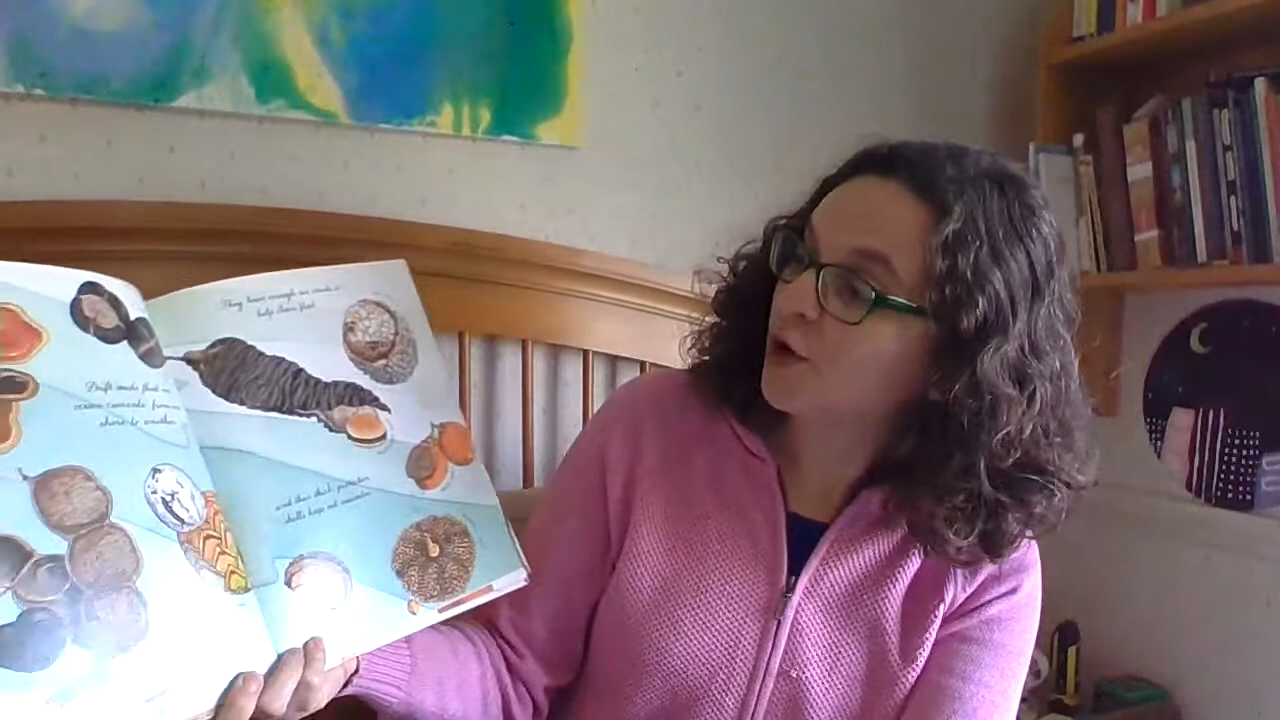 They have enough air inside to
help them float
Drift seeds float on
ocean currents from
shore to another
and their thick, protective
shells keep out seawater